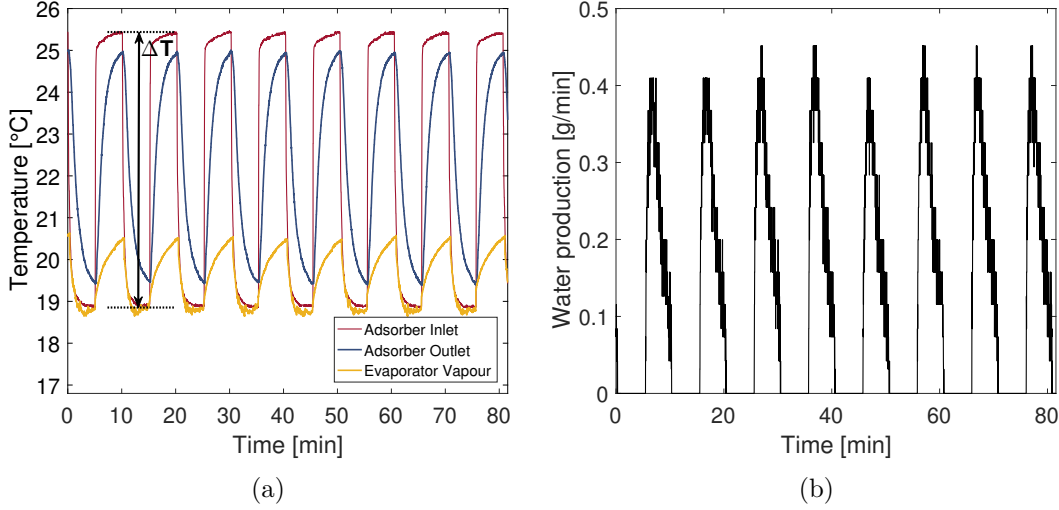 26
25
24
23
22
21
20
19
18
17
Temperature [°C]
ΔT
Adsorber Inlet
Adsorber Outlet
Evaporator Vapour
0 10 20 30 40 50 60 70 80
Time [min]
(a)
0.5
0.4
0.3
0.2
0.1
0
Water production [g/min]
0 20 40 60 80
Time [min]
(b)